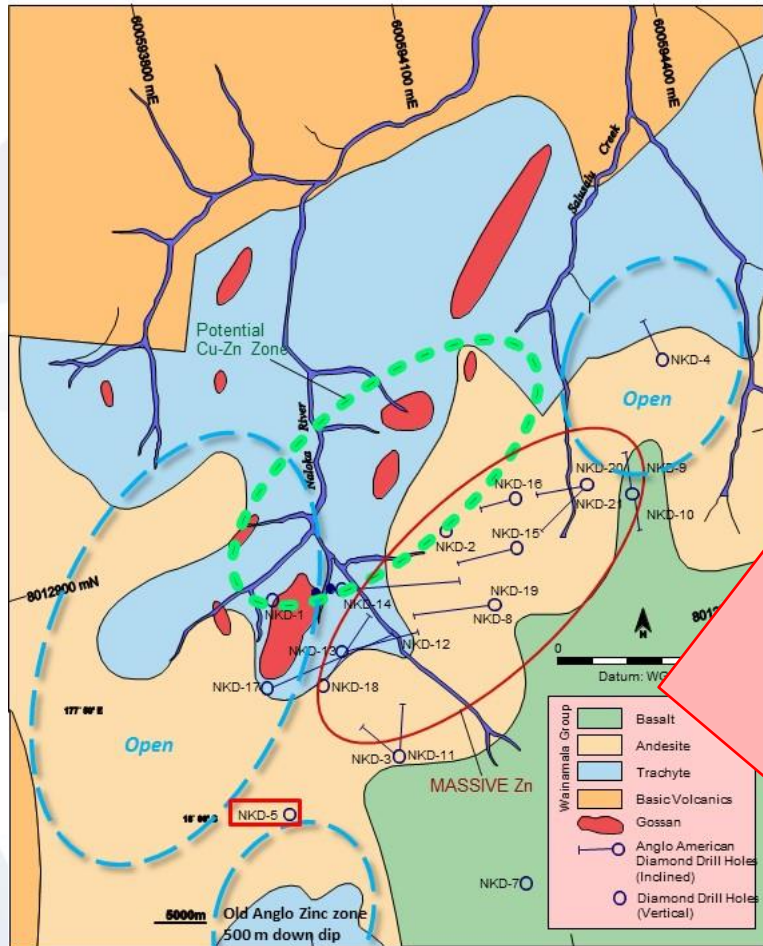 600593800 mE
600594100 mE
600594400 mE
Salusalu Creek
Potential
Cu-Zn Zone
Naloka River
NKD-4
Open
NKD-20
NKD-9
NKD-16
NKD-21
NKD-10
NKD-2
NKD-15
8012900 mN
NKD-1
NKD-14
NKD-19
NKD-8
NKD-12
NKD-13
N
0
NKD-17
NKD-18
177° 59' E
Open
NKD-3
NKD-11
MASSIVE Zn
NKD-5
NKD-7
5000m
Old Anglo Zinc zone
500 m down dip
Wainamala Group
Basalt
Andesite
Trachyte
Basic Volcanics
Gossan
Anglo American
Diamond Drill Holes
(Inclined)
Diamond Drill Holes
(Vertical)